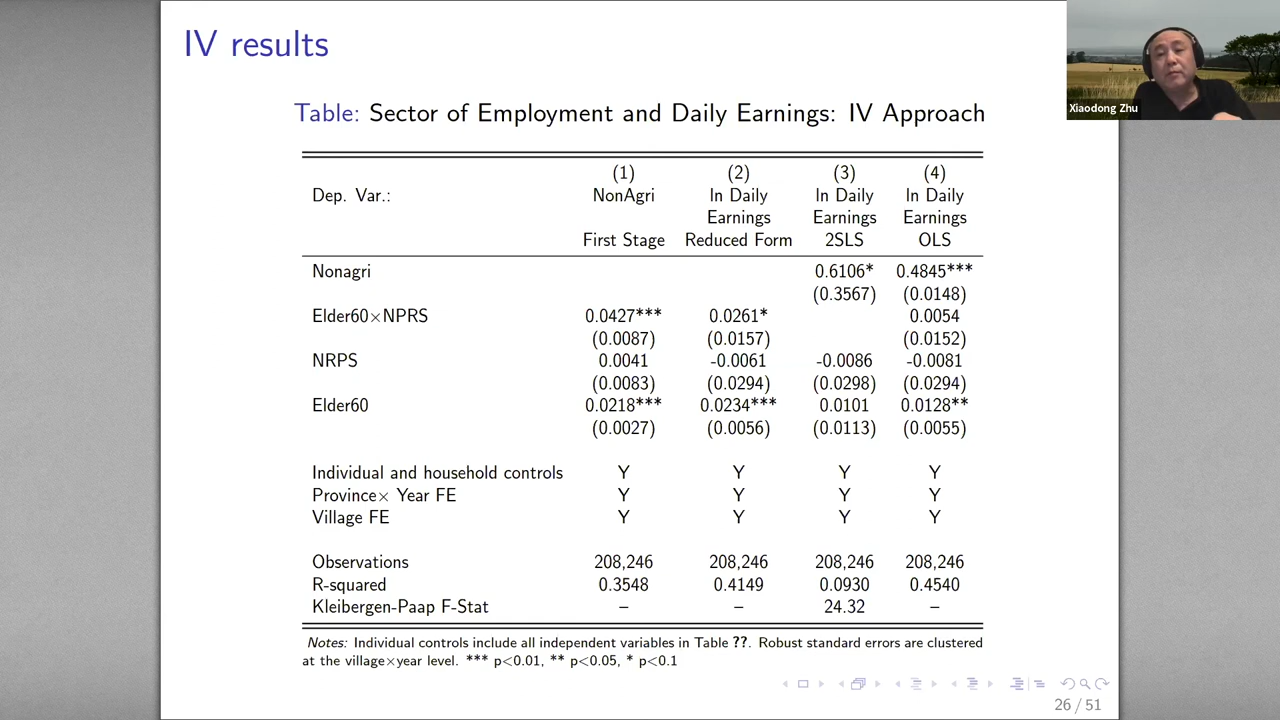 IV results
Xiaodong Zhu
Table: Sector of Employment and Daily Earnings: IV Approach
(1) (2) (3) (4)
Dep. Var.: NonAgri ln Daily ln Daily ln Daily
Earnings Earnings Earnings
First Stage Reduced Form 2SLS OLS
Nonagri 0.6106* 0.4845***
(0.3567) (0.0148)
Elder60×NPRS 0.0427*** 0.0261* 0.0054
(0.0087) (0.0157) (0.0152)
NRPS 0.0041 -0.0061 -0.0086 -0.0081
(0.0083) (0.0294) (0.0298) (0.0294)
Elder60 0.0218*** 0.0234*** 0.0101 0.0128**
(0.0027) (0.0056) (0.0113) (0.0055)
Individual and household controls Y Y Y Y
Province× Year FE Y Y Y Y
Village FE Y Y Y Y
Observations 208,246 208,246 208,246 208,246
R-squared 0.3548 0.4149 0.0930 0.4540
Kleibergen-Paap F-Stat – – 24.32 –
Notes: Individual controls include all independent variables in Table ??. Robust standard errors are clustered
at the village×year level. *** p<0.01, ** p<0.05, * p<0.1
26 / 51